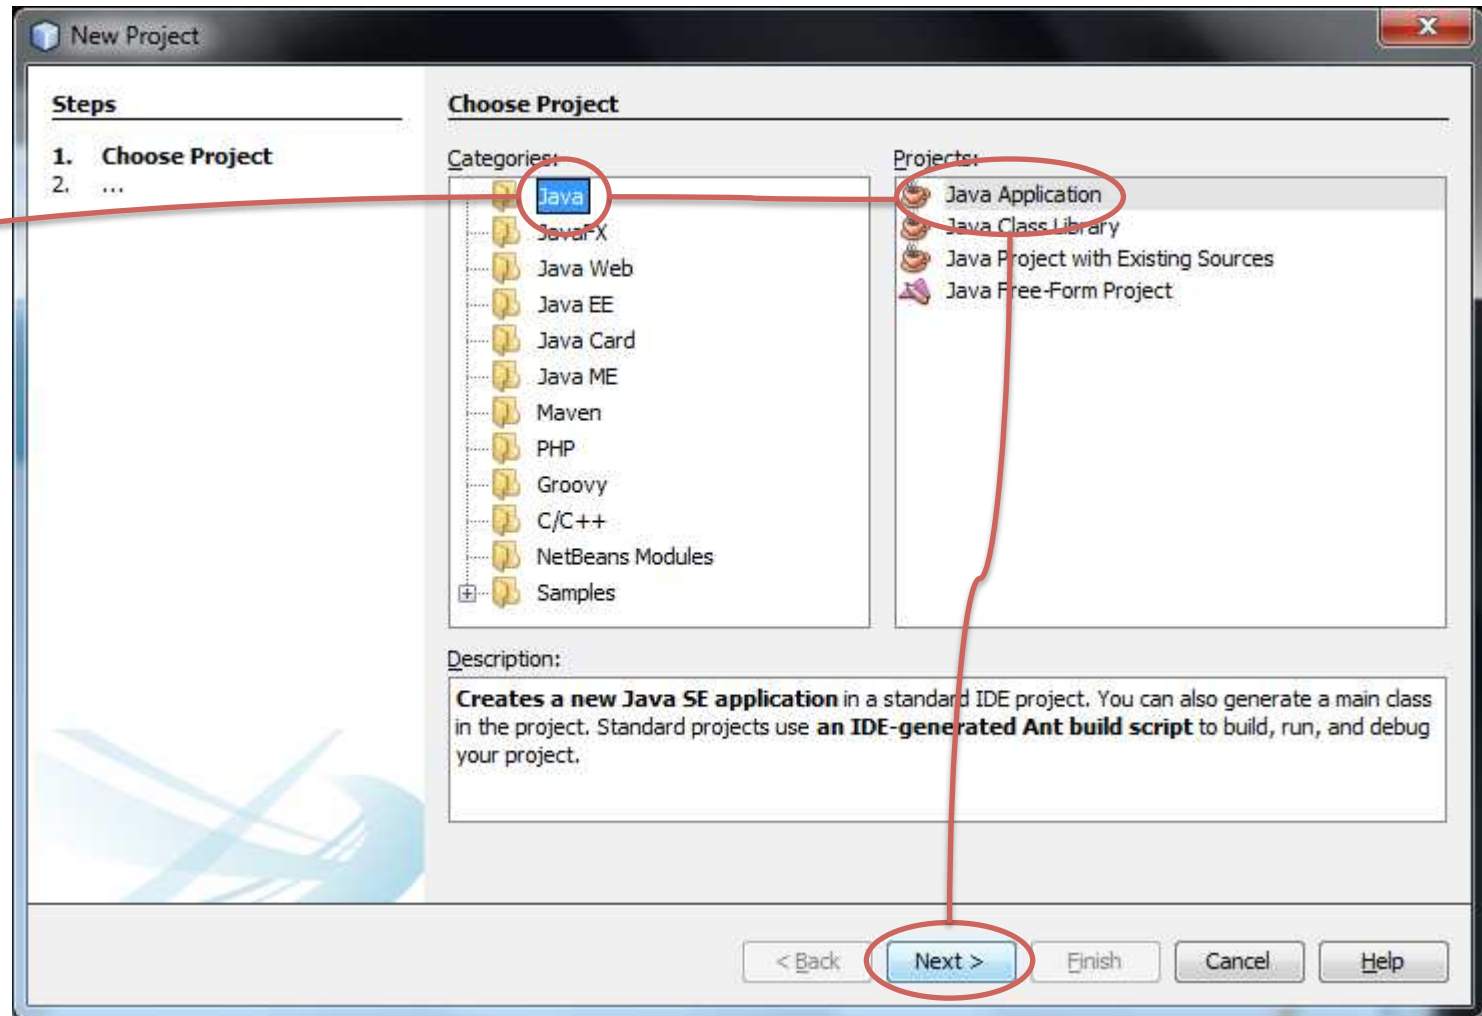 New Project
Steps
1. Choose Project
2. ...
Choose Project
Categories:
Java
JavaFX
Java Web
Java EE
Java Card
Java ME
Maven
PHP
Groovy
C/C++
NetBeans Modules
Samples
Projects:
Java Application
Java Class Library
Java Project with Existing Sources
Java Free-Form Project
Description:
Creates a new Java SE application in a standard IDE project. You can also generate a main class
in the project. Standard projects use an IDE-generated Ant build script to build, run, and debug
your project.
< Back Next > Finish Cancel Help